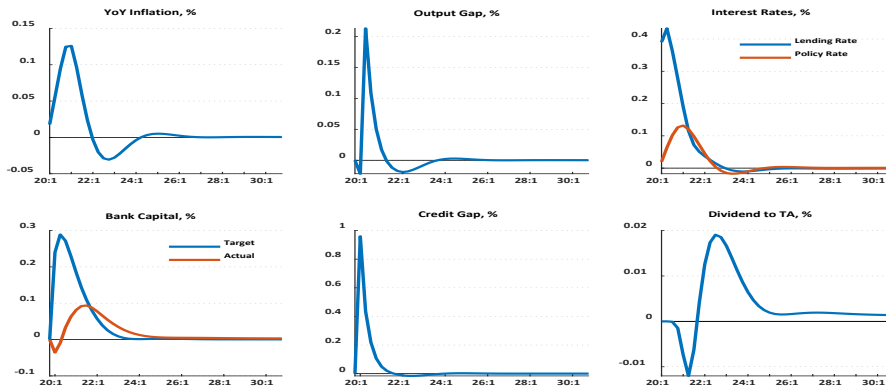 YoY Inflation, %
0.15
0.1
0.05
0
-0.05
20:1 22:1 24:1 26:1 28:1 30:1
Output Gap, %
0.2
0.15
0.1
0.05
0
20:1 22:1 24:1 26:1 28:1 30:1
Interest Rates, %
0.4
0.3
0.2
0.1
0
Lending Rate
Policy Rate
20:1 22:1 24:1 26:1 28:1 30:1
Bank Capital, %
0.3
0.2
0.1
0
-0.1
Target
Actual
20:1 22:1 24:1 26:1 28:1 30:1
Credit Gap, %
1
0.8
0.6
0.4
0.2
0
20:1 22:1 24:1 26:1 28:1 30:1
Dividend to TA, %
0.02
0.01
0
-0.01
20:1 22:1 24:1 26:1 28:1 30:1